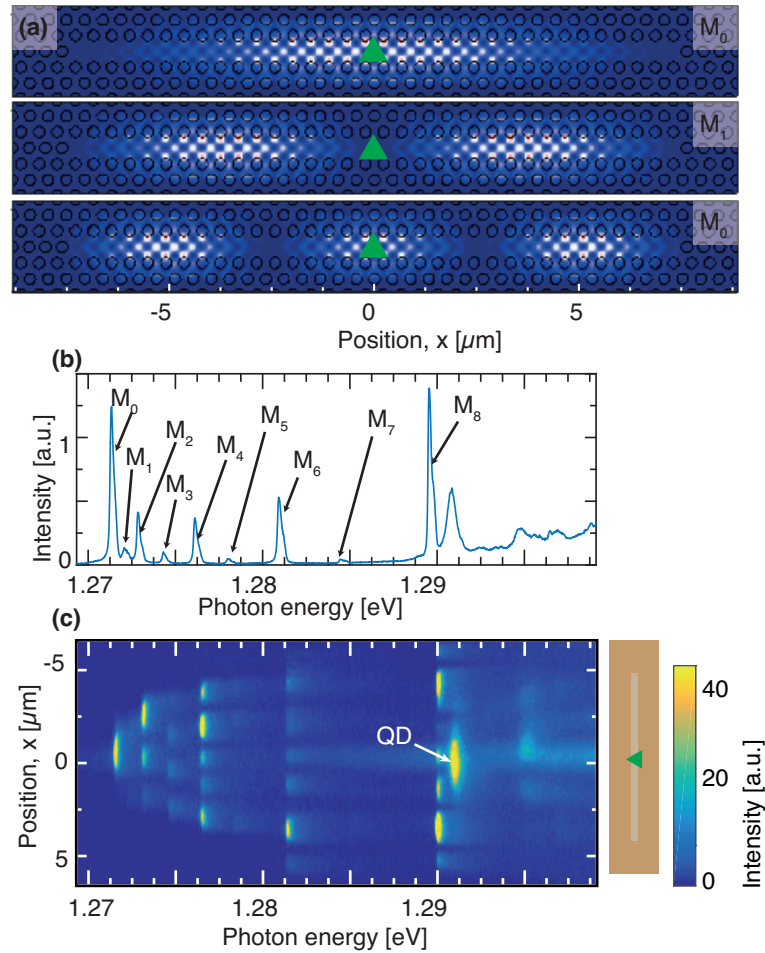 (a)
M0
M1
M0
-5 0 5
Position, x [µm]
(b)
Intensity [a.u.]
1
0
M0
M1
M2
M3
M4
M5
M6
M7
M8
1.27 1.28 1.29
Photon energy [eV]
(c)
Position, x [µm]
-5
0
5
QD
1.27 1.28 1.29
Photon energy [eV]
40
20
0
Intensity [a.u.]